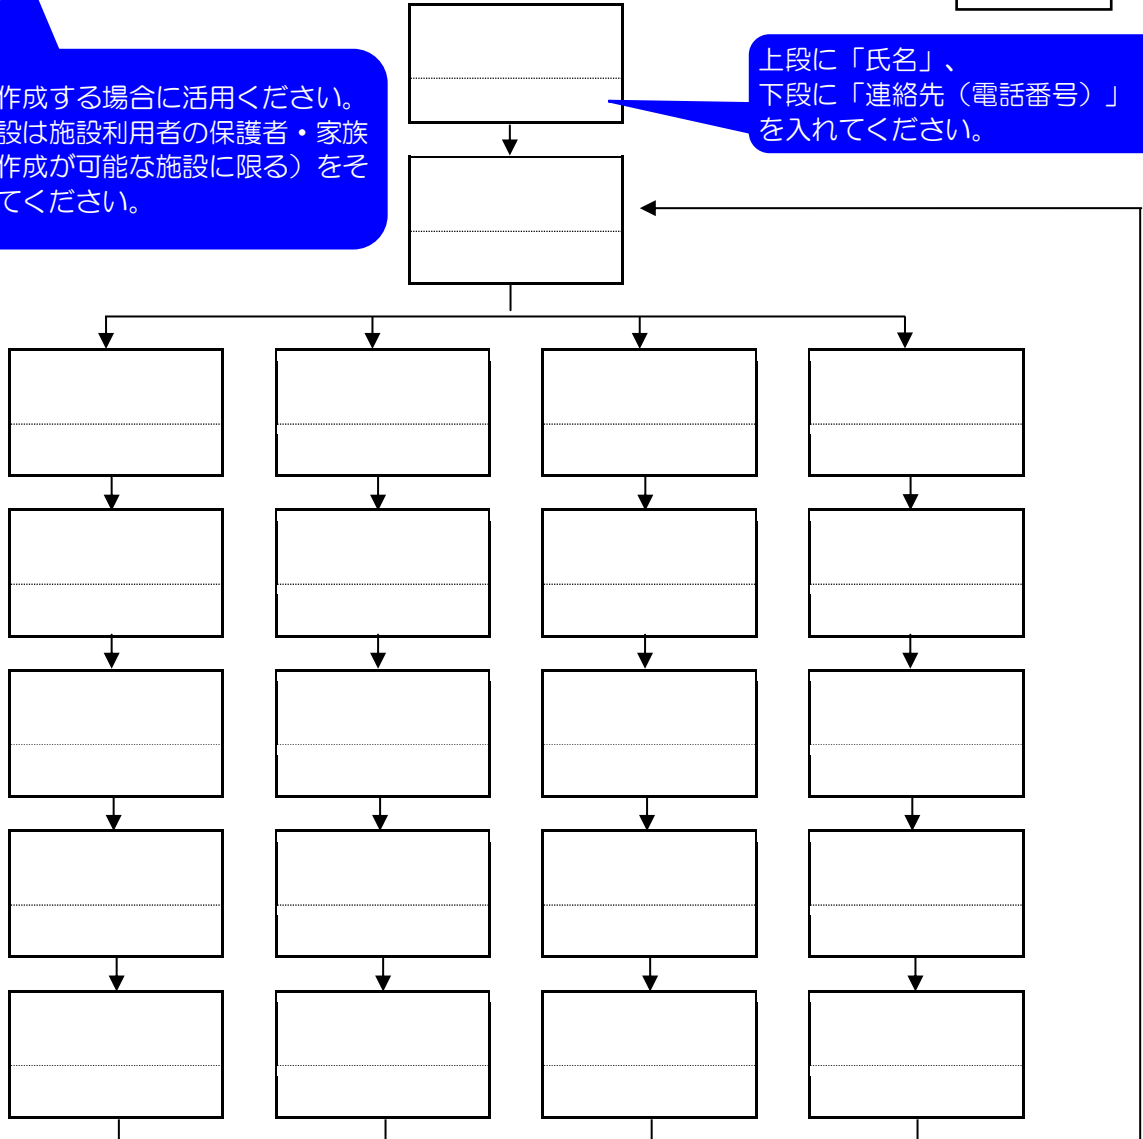 作成する場合に活用ください。
設は施設利用者の保護者・家族
作成が可能な施設に限る）をそ
てください。
上段に「氏名」、
下段に「連絡先（電話番号）」
を入れてください。